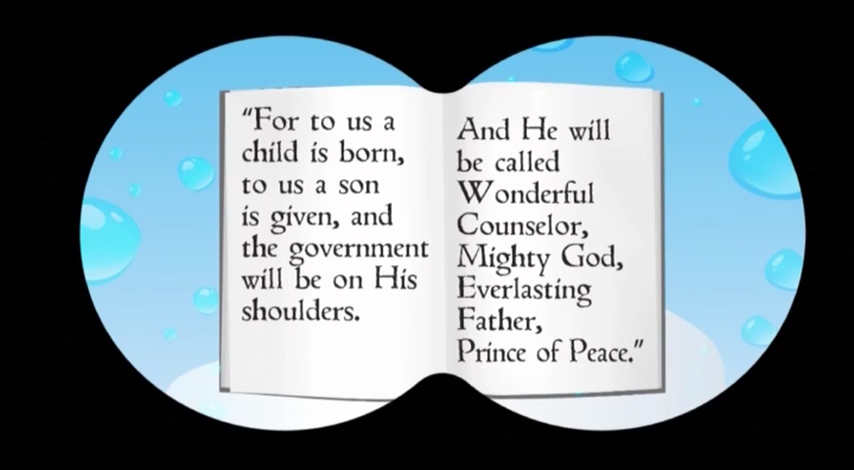 “For to us a
child is born,
to us a son
is given, and
the government
will be on His
shoulders.
And He will
be called
Wonderful
Counselor,
Mighty God,
Everlasting
Father,
Prince of Peace.”